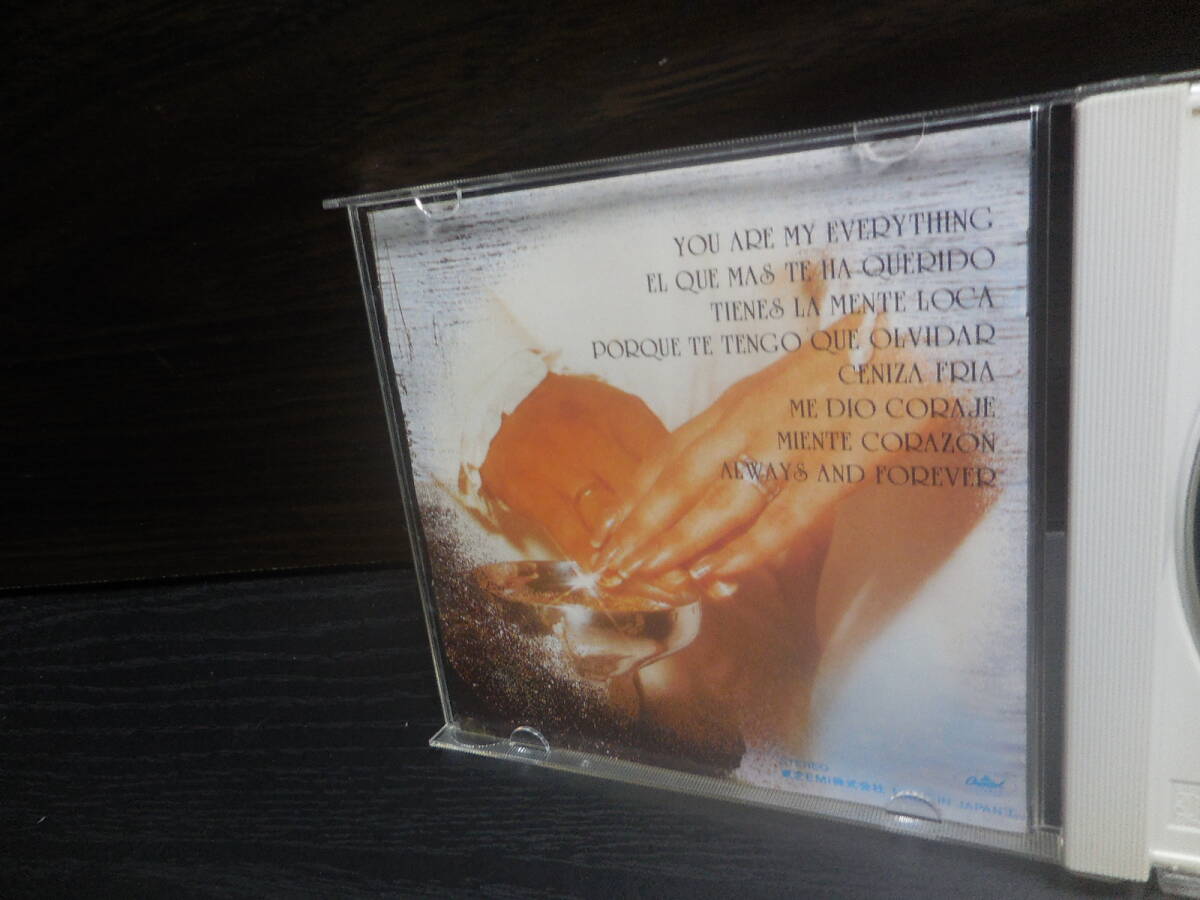 YOU ARE MY EVERYTHING
EL QUE MAS TE HA QUERIDO
TIENES LA MENTE LOCA
PORQUE TE TENGO QUE OLVIDAR
CENIZA FRIA
ME DIO CORAJE
MIENTE CORAZON
ALWAYS AND FOREVER
STEREO
東芝EMI株式会社 IN JAPAN
Capitol